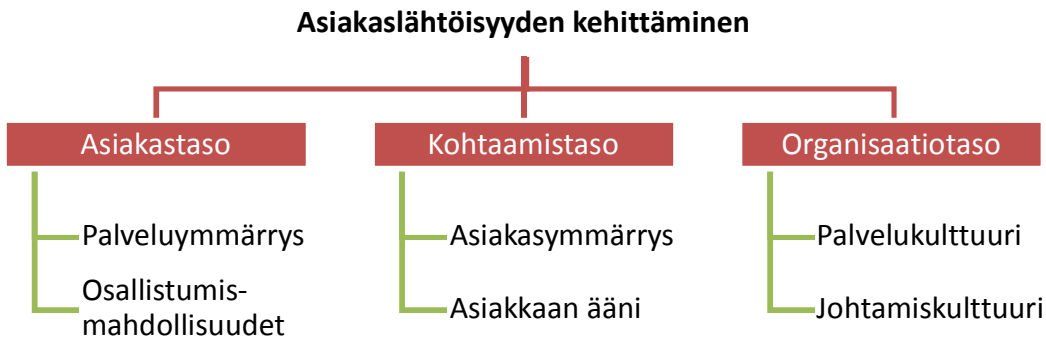 Asiakaslähtöisyyden kehittäminen
Asiakastaso
Palveluymmärrys
Osallistumis-
mahdollisuudet
Kohtaamistaso
Asiakasymmärrys
Asiakkaan ääni
Organisaatiotaso
Palvelukulttuuri
Johtamiskulttuuri